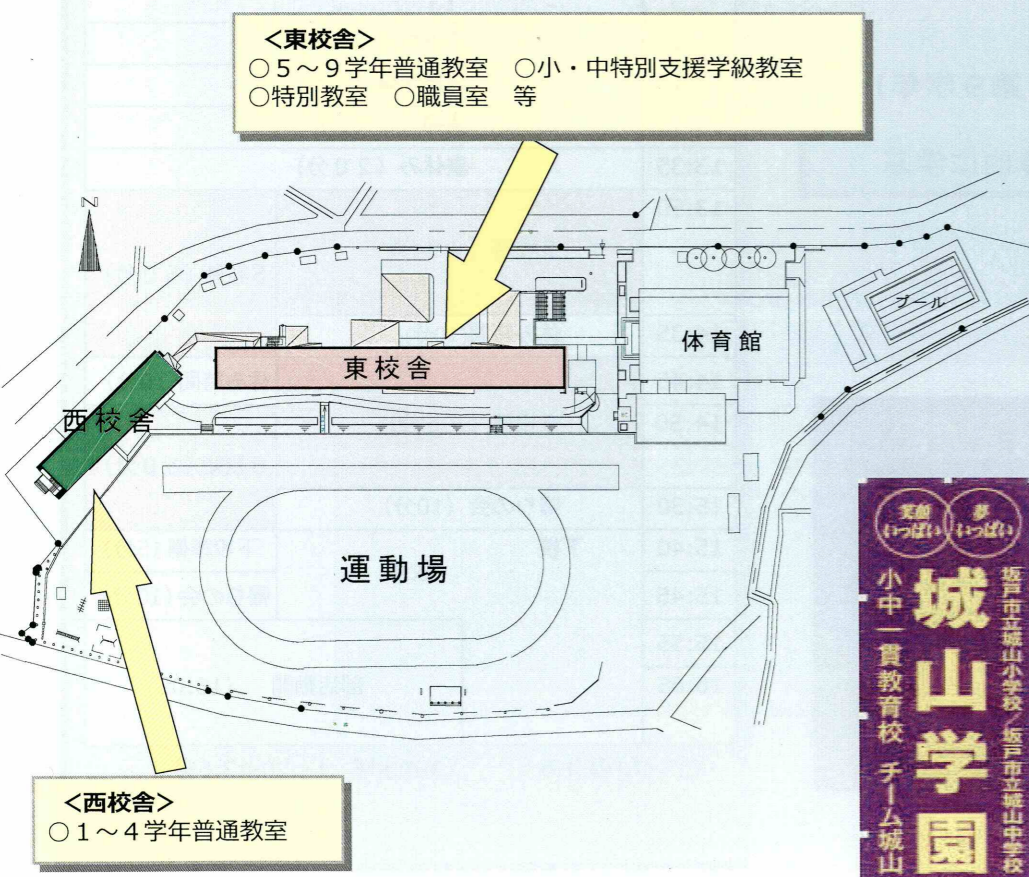 ＜東校舎＞
○５～９学年普通教室　○小・中特別支援学級教室
○特別教室　○職員室　等
N
プール
体育館
東校舎
西校舎
運動場
＜西校舎＞
○１～４学年普通教室
笑顔いっぱい
夢いっぱい
坂戸市立城山小学校／坂戸市立城山中学校
城山学園
小中一貫教育校　チーム城山